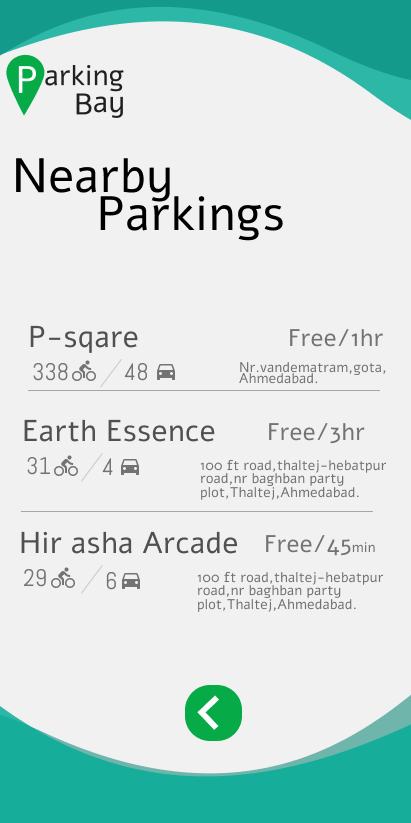 Parking
Bay
Nearby
Parkings
P-sqare Free/1hr
338 48
Nr.vandematram,gota,
Ahmedabad.
Earth Essence Free/3hr
31 4
100 ft road,thaltej-hebatpur
road,nr baghban party
plot,Thaltej,Ahmedabad.
Hir asha Arcade Free/45min
29 6
100 ft road,thaltej-hebatpur
road,nr baghban party
plot,Thaltej,Ahmedabad.